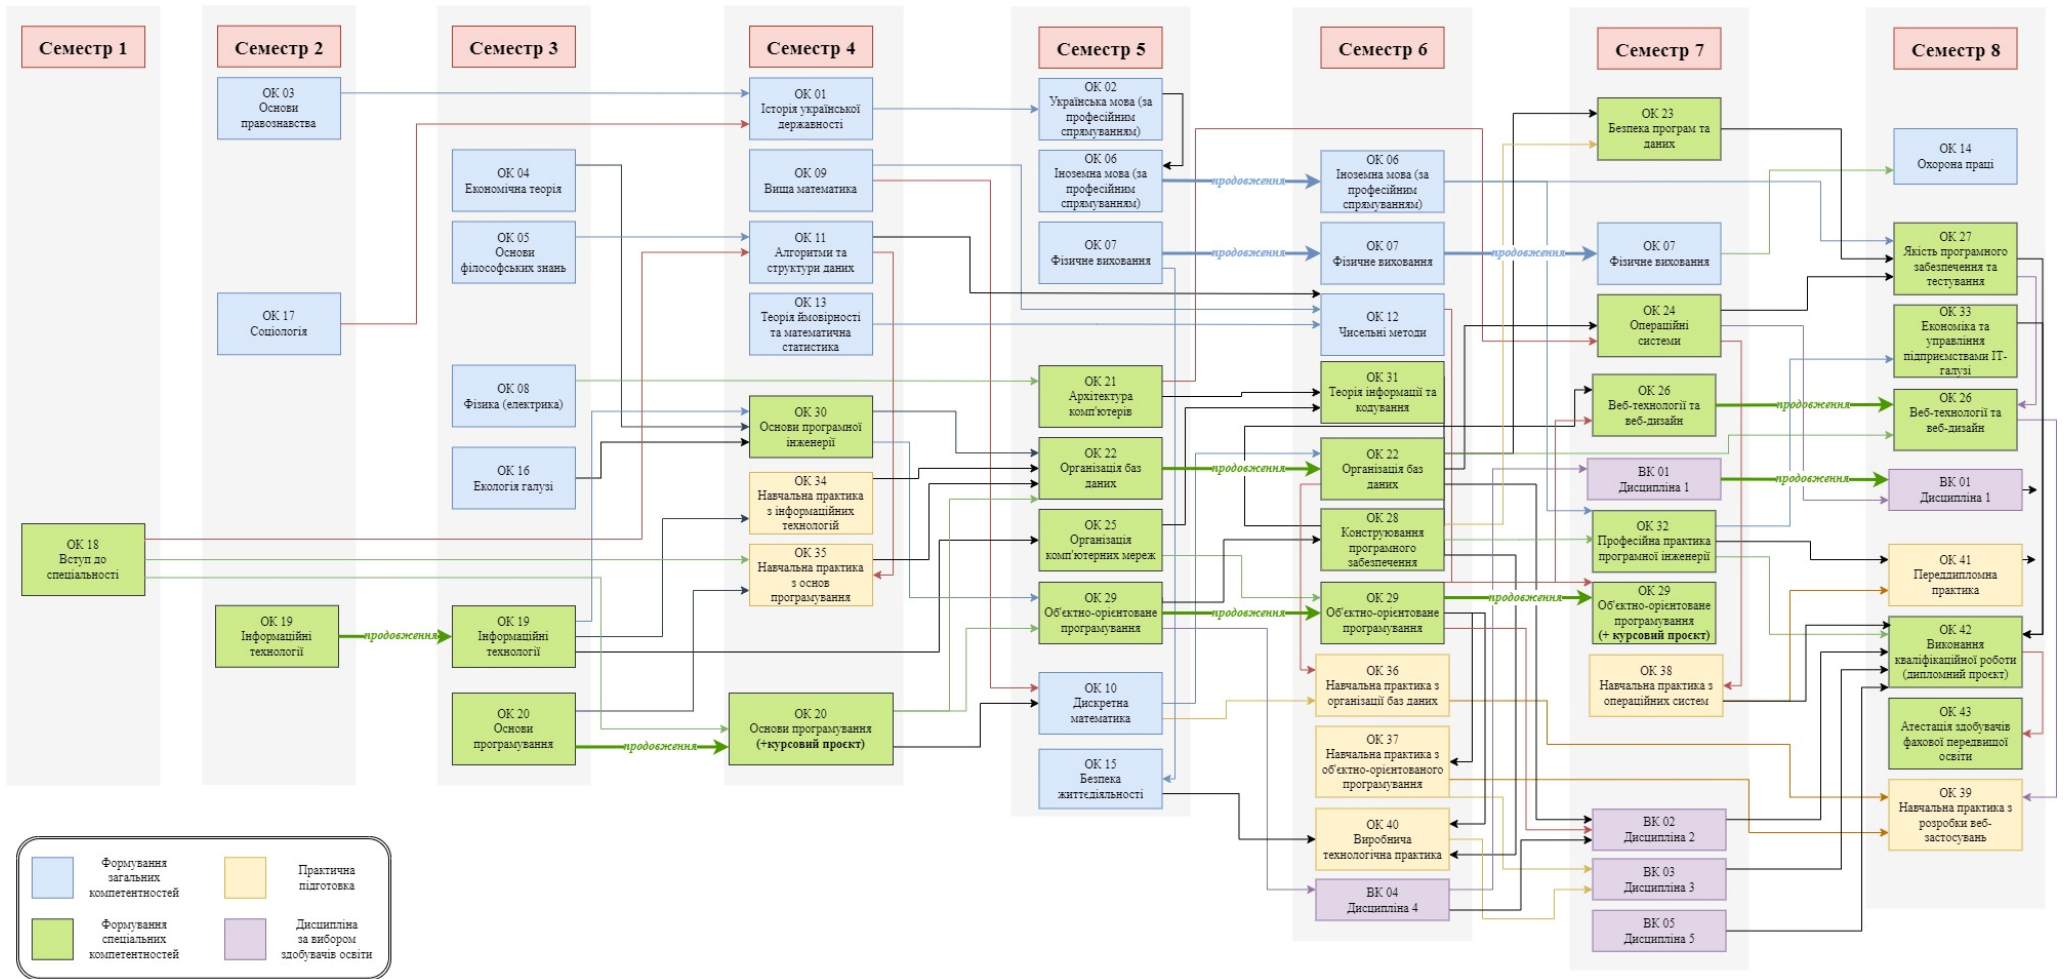 Семестр 1
ОК 18
Вступ до
спеціальності
Семестр 2
ОК 03
Основи
правознавства
ОК 17
Соціологія
ОК 19
Інформаційні
технології
продовження
Семестр 3
ОК 04
Економічна теорія
ОК 05
Основи
філософських знань
ОК 08
Фізика (електрика)
ОК 16
Екологія галузі
ОК 19
Інформаційні
технології
ОК 20
Основи
програмування
продовження
Семестр 4
ОК 01
Історія української
державності
ОК 09
Вища математика
ОК 11
Алгоритми та
структури даних
ОК 13
Теорія ймовірності
та математична
статистика
ОК 30
Основи програмної
інженерії
ОК 34
Навчальна практика
з інформаційних
технологій
ОК 35
Навчальна практика
з основ
програмування
ОК 20
Основи програмування
(+курсовий проєкт)
Семестр 5
ОК 02
Українська мова (за
професійним
спрямуванням)
ОК 06
Іноземна мова (за
професійним
спрямуванням)
продовження
ОК 07
Фізичне виховання
продовження
ОК 21
Архітектура
комп'ютерів
ОК 22
Організація баз
даних
продовження
ОК 25
Організація
комп'ютерних мереж
ОК 29
Об'єктно-орієнтоване
програмування
продовження
ОК 10
Дискретна
математика
ОК 15
Безпека
життєдіяльності
Семестр 6
ОК 06
Іноземна мова (за
професійним
спрямуванням)
ОК 07
Фізичне виховання
продовження
ОК 12
Чисельні методи
ОК 31
Теорія інформації та
кодування
ОК 22
Організація баз
даних
ОК 28
Конструювання
програмного
забезпечення
ОК 29
Об'єктно-орієнтоване
програмування
продовження
ОК 36
Навчальна практика з
організації баз даних
ОК 37
Навчальна практика з
об'єктно-орієнтованого
програмування
ОК 40
Виробнича
технологічна практика
ВК 04
Дисципліна 4
Семестр 7
ОК 23
Безпека програм та
даних
ОК 07
Фізичне виховання
ОК 24
Операційні
системи
ОК 26
Веб-технології та
веб-дизайн
продовження
ВК 01
Дисципліна 1
продовження
ОК 32
Професійна практика
програмної інженерії
ОК 29
Об'єктно-орієнтоване
програмування
(+ курсовий проєкт)
ОК 38
Навчальна практика з
операційних систем
ВК 02
Дисципліна 2
ВК 03
Дисципліна 3
ВК 05
Дисципліна 5
Семестр 8
ОК 14
Охорона праці
ОК 27
Якість програмного
забезпечення та
тестування
ОК 33
Економіка та
управління
підприємствами ІТ-
галузі
ОК 26
Веб-технології та
веб-дизайн
ВК 01
Дисципліна 1
ОК 41
Переддипломна
практика
ОК 42
Виконання
кваліфікаційної роботи
(дипломний проєкт)
ОК 43
Атестація здобувачів
фахової передвищої
освіти
ОК 39
Навчальна практика з
розробки веб-
застосувань
Формування
загальних
компетентностей
Практична
підготовка
Формування
спеціальних
компетентностей
Дисципліна
за вибором
здобувачів освіти